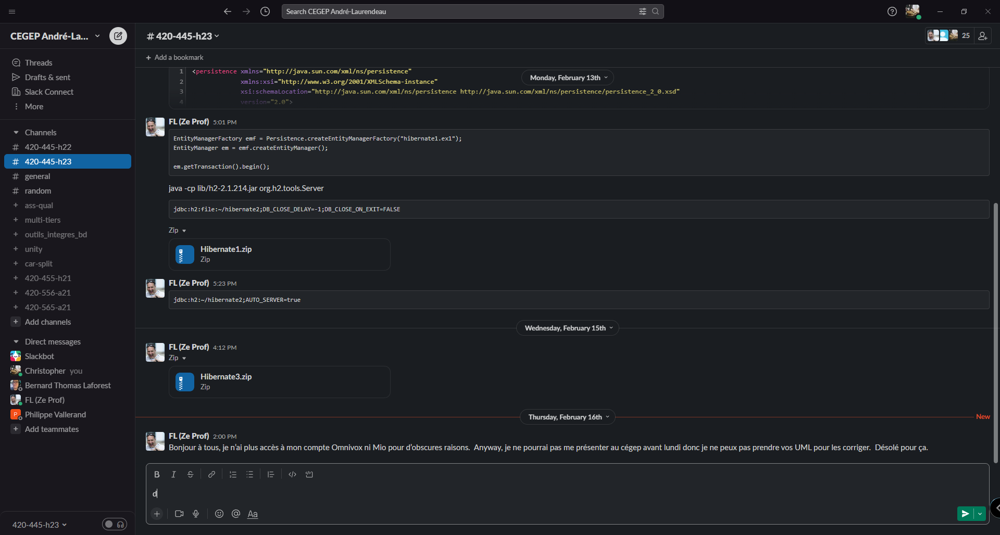 Search CEGEP André-Laurendeau
CEGEP André-La...
# 420-445-h23
25
Add a bookmark
Threads
Drafts & sent
Slack Connect
More
Channels
# 420-445-h22
# 420-445-h23
# general
# random
+ ass-qual
+ multi-tiers
+ outils_integres_bd
+ unity
+ car-split
+ 420-455-h21
+ 420-556-a21
+ 420-565-a21
+ Add channels
Direct messages
Slackbot
Christopher you
Bernard Thomas Laforest
FL (Ze Prof)
P Philippe Vallerand
+ Add teammates
420-445-h23
1 <persistence xmlns="http://java.sun.com/xml/ns/persistence"
Monday, February 13th
2 xmlns:xsi="http://www.w3.org/2001/XMLSchema-instance"
3 xsi:schemaLocation="http://java.sun.com/xml/ns/persistence http://java.sun.com/xml/ns/persistence/persistence_2_0.xsd"
4 version="2.0">
FL (Ze Prof) 5:01 PM
EntityManagerFactory emf = Persistence.createEntityManagerFactory("hibernate1.ex1");
EntityManager em = emf.createEntityManager();
em.getTransaction().begin();
java -cp lib/h2-2.1.214.jar org.h2.tools.Server
jdbc:h2:file:~/hibernate2;DB_CLOSE_DELAY=-1;DB_CLOSE_ON_EXIT=FALSE
Zip
Hibernate1.zip
Zip
FL (Ze Prof) 5:23 PM
jdbc:h2:~/hibernate2;AUTO_SERVER=true
Wednesday, February 15th
FL (Ze Prof) 4:12 PM
Zip
Hibernate3.zip
Zip
Thursday, February 16th
New
FL (Ze Prof) 2:00 PM
Bonjour à tous, je n'ai plus accès à mon compte Omnivox ni Mio pour d'obscures raisons.  Anyway, je ne pourrai pas me présenter au cégep avant lundi donc je ne peux pas prendre vos UML pour les corriger.  Désolé pour ça.
B I S
d
Aa